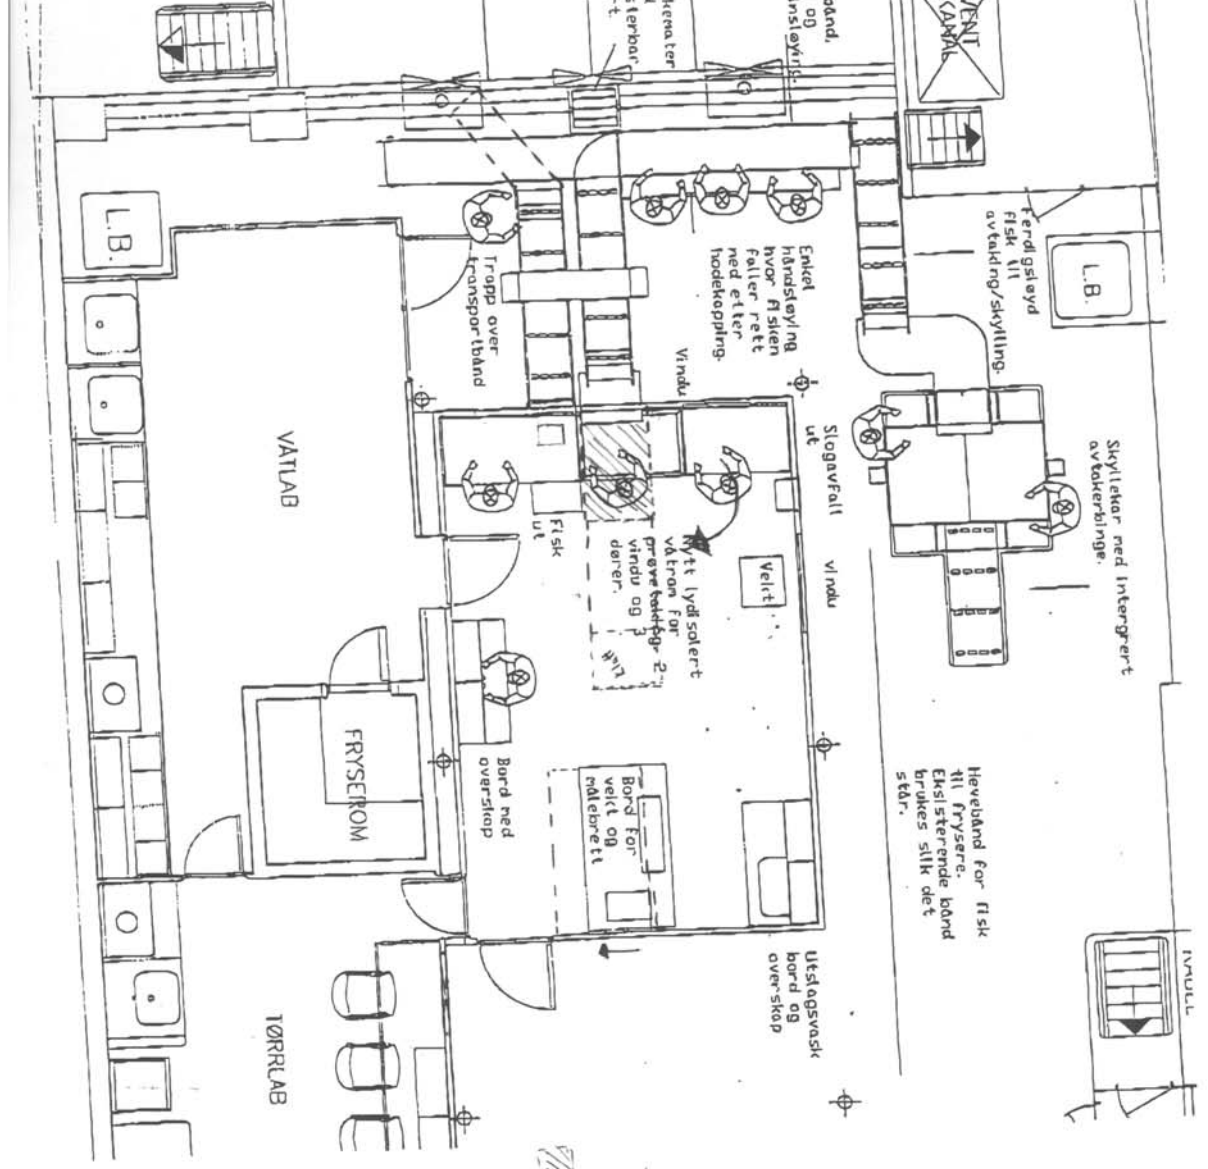 VENT
KANAL
L.B.
Trapp over
transportbånd
Enkel
håndsløying
hvor fisken
faller rett
ned etter
hodekapping.
Vindu
Ferdigsløyd
fisk til
avtaking/skylling.
L.B.
VÅTLAB
Fisk
ut
Nytt lydisolert
våtrom for
prøvetaking. 2
vindu og 3
dører.
Vekt
Slogavfall
ut
vindu
Skyllekar med intergrert
avtakerbinge.
FRYSEROM
Bord med
overskap
Bord for
vekt og
målebrett
Hevebånd for fisk
til frysere.
Eksisterende bånd
brukes slik det
står.
Utslagsvask
bord og
overskap
TØRRLAB